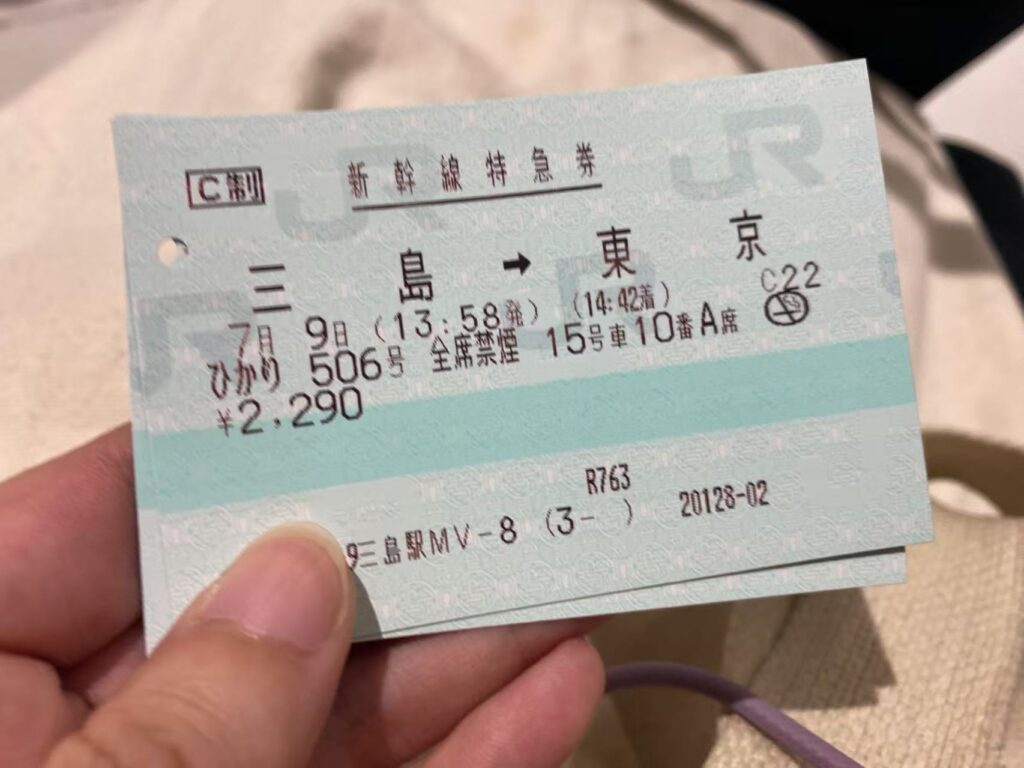 C制 新幹線特急券
三島 → 東京
7月 9日 (13:58発) (14:42着) C22
ひかり 506号 全席禁煙 15号車10番A席
¥2,290
R763
9三島駅MV-8 (3- ) 20128-02